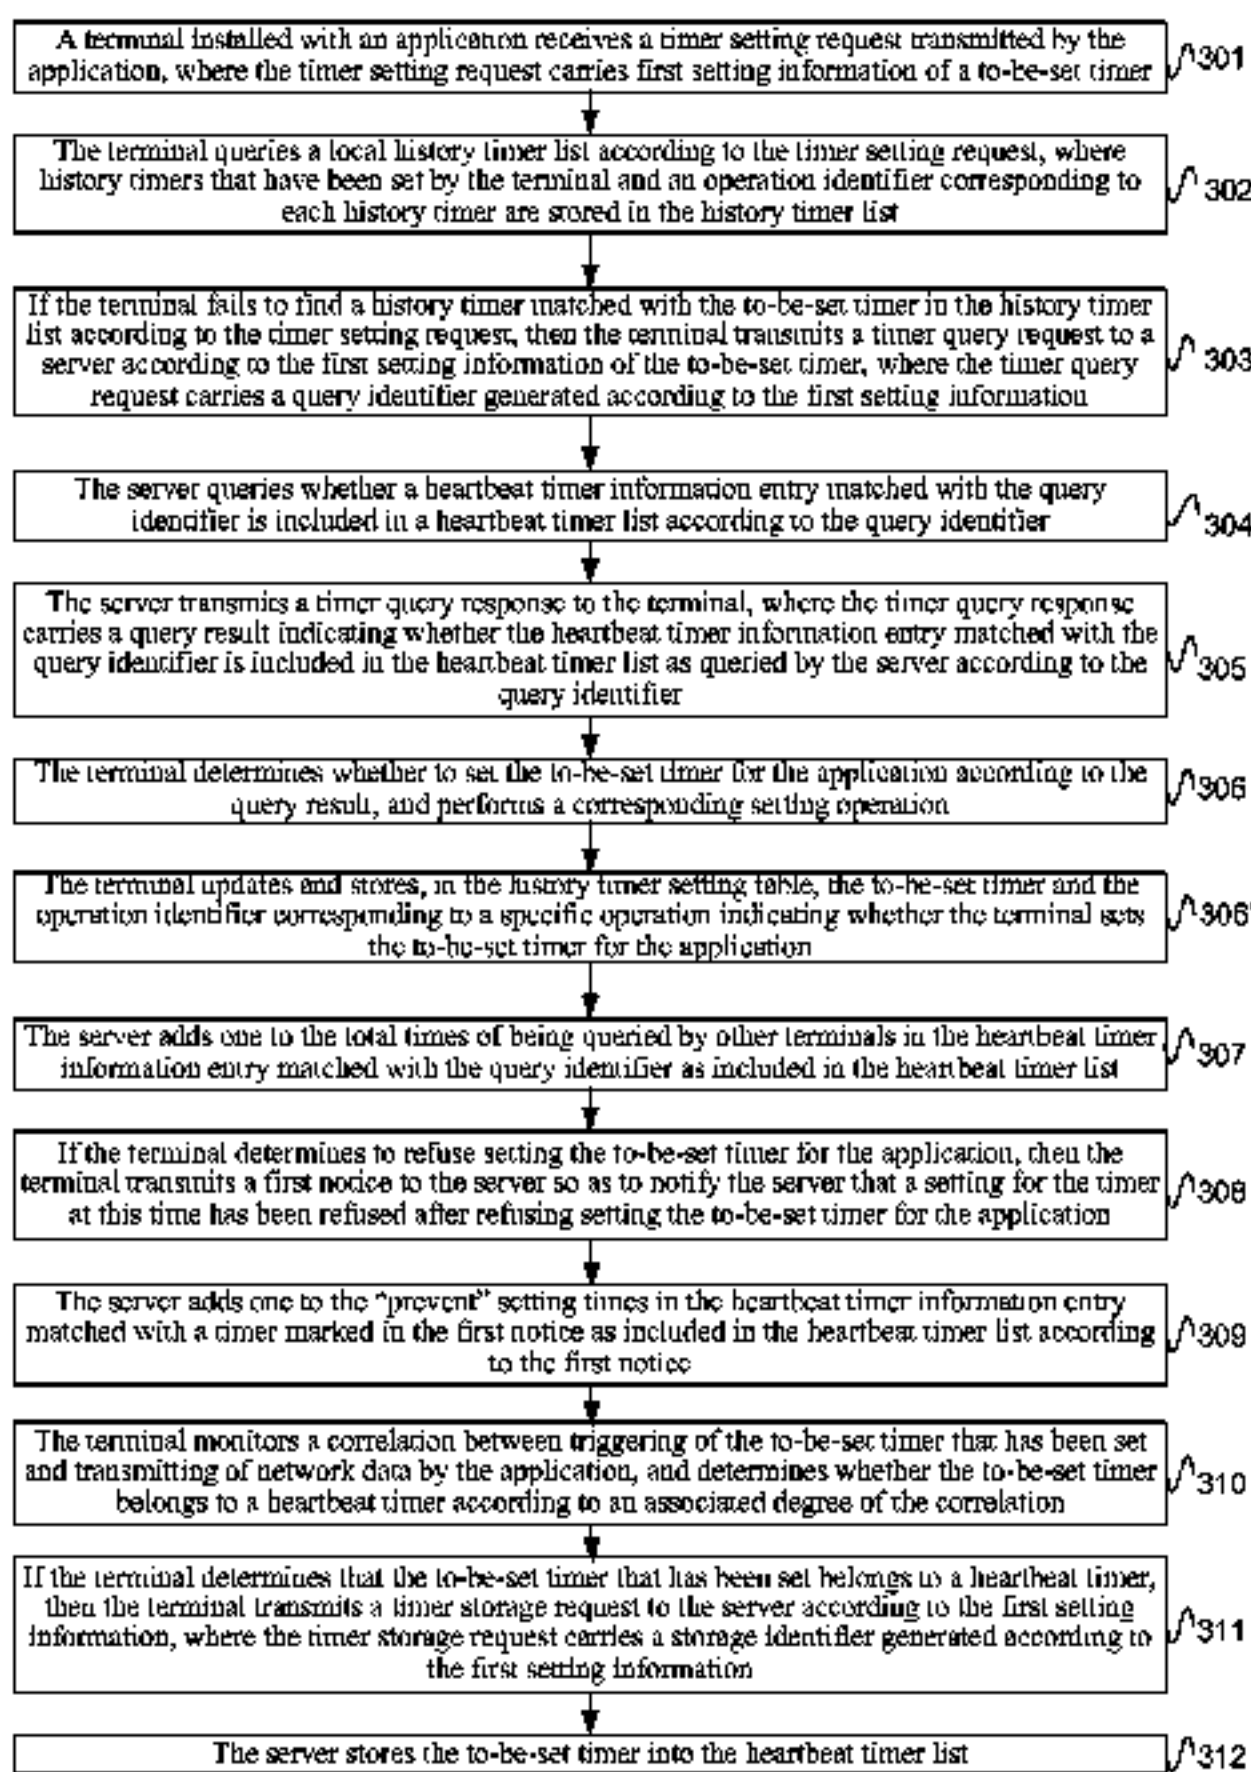 A terminal installed with an application receives a timer setting request transmitted by the
application, where the timer setting request carries first setting information of a to-be-set timer
301
The terminal queries a local history timer list according to the timer setting request, where
history timers that have been set by the terminal and an operation identifier corresponding to
each history timer are stored in the history timer list
302
If the terminal fails to find a history timer matched with the to-be-set timer in the history timer
list according to the timer setting request, then the terminal transmits a timer query request to a
server according to the first setting information of the to-be-set timer, where the timer query
request carries a query identifier generated according to the first setting information
303
The server queries whether a heartbeat timer information entry matched with the query
identifier is included in a heartbeat timer list according to the query identifier
304
The server transmits a timer query response to the terminal, where the timer query response
carries a query result indicating whether the heartbeat timer information entry matched with the
query identifier is included in the heartbeat timer list as queried by the server according to the
query identifier
305
The terminal determines whether to set the to-be-set timer for the application according to the
query result, and performs a corresponding setting operation
306
The terminal updates and stores, in the history timer setting table, the to-be-set timer and the
operation identifier corresponding to a specific operation indicating whether the terminal sets
the to-be-set timer for the application
306'
The server adds one to the total times of being queried by other terminals in the heartbeat timer
information entry matched with the query identifier as included in the heartbeat timer list
307
If the terminal determines to refuse setting the to-be-set timer for the application, then the
terminal transmits a first notice to the server so as to notify the server that a setting for the timer
at this time has been refused after refusing setting the to-be-set timer for the application
308
The server adds one to the “prevent” setting times in the heartbeat timer information entry
matched with a timer marked in the first notice as included in the heartbeat timer list according
to the first notice
309
The terminal monitors a correlation between triggering of the to-be-set timer that has been set
and transmitting of network data by the application, and determines whether the to-be-set timer
belongs to a heartbeat timer according to an associated degree of the correlation
310
If the terminal determines that the to-be-set timer that has been set belongs to a heartbeat timer,
then the terminal transmits a timer storage request to the server according to the first setting
information, where the timer storage request carries a storage identifier generated according to
the first setting information
311
The server stores the to-be-set timer into the heartbeat timer list
312